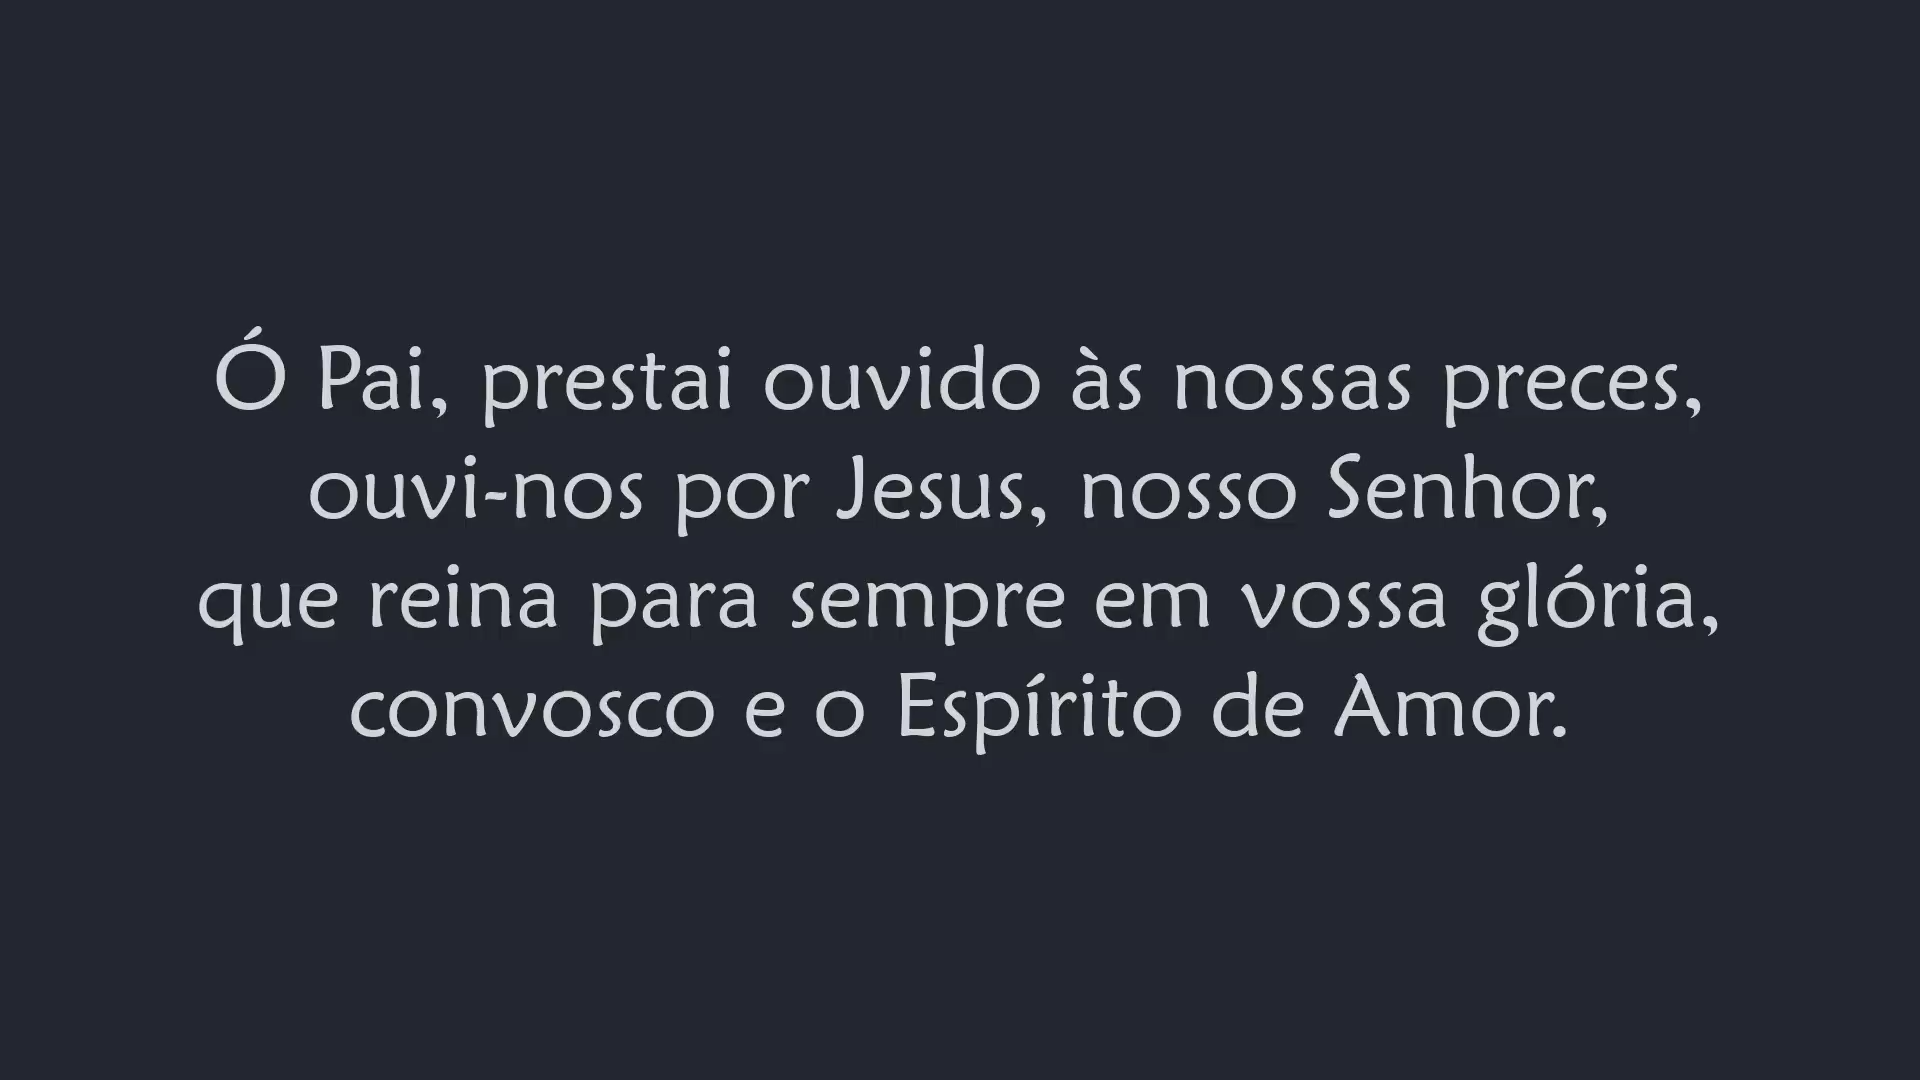 Ó Pai, prestai ouvido às nossas preces,
ouvi-nos por Jesus, nosso Senhor,
que reina para sempre em vossa glória,
convosco e o Espírito de Amor.